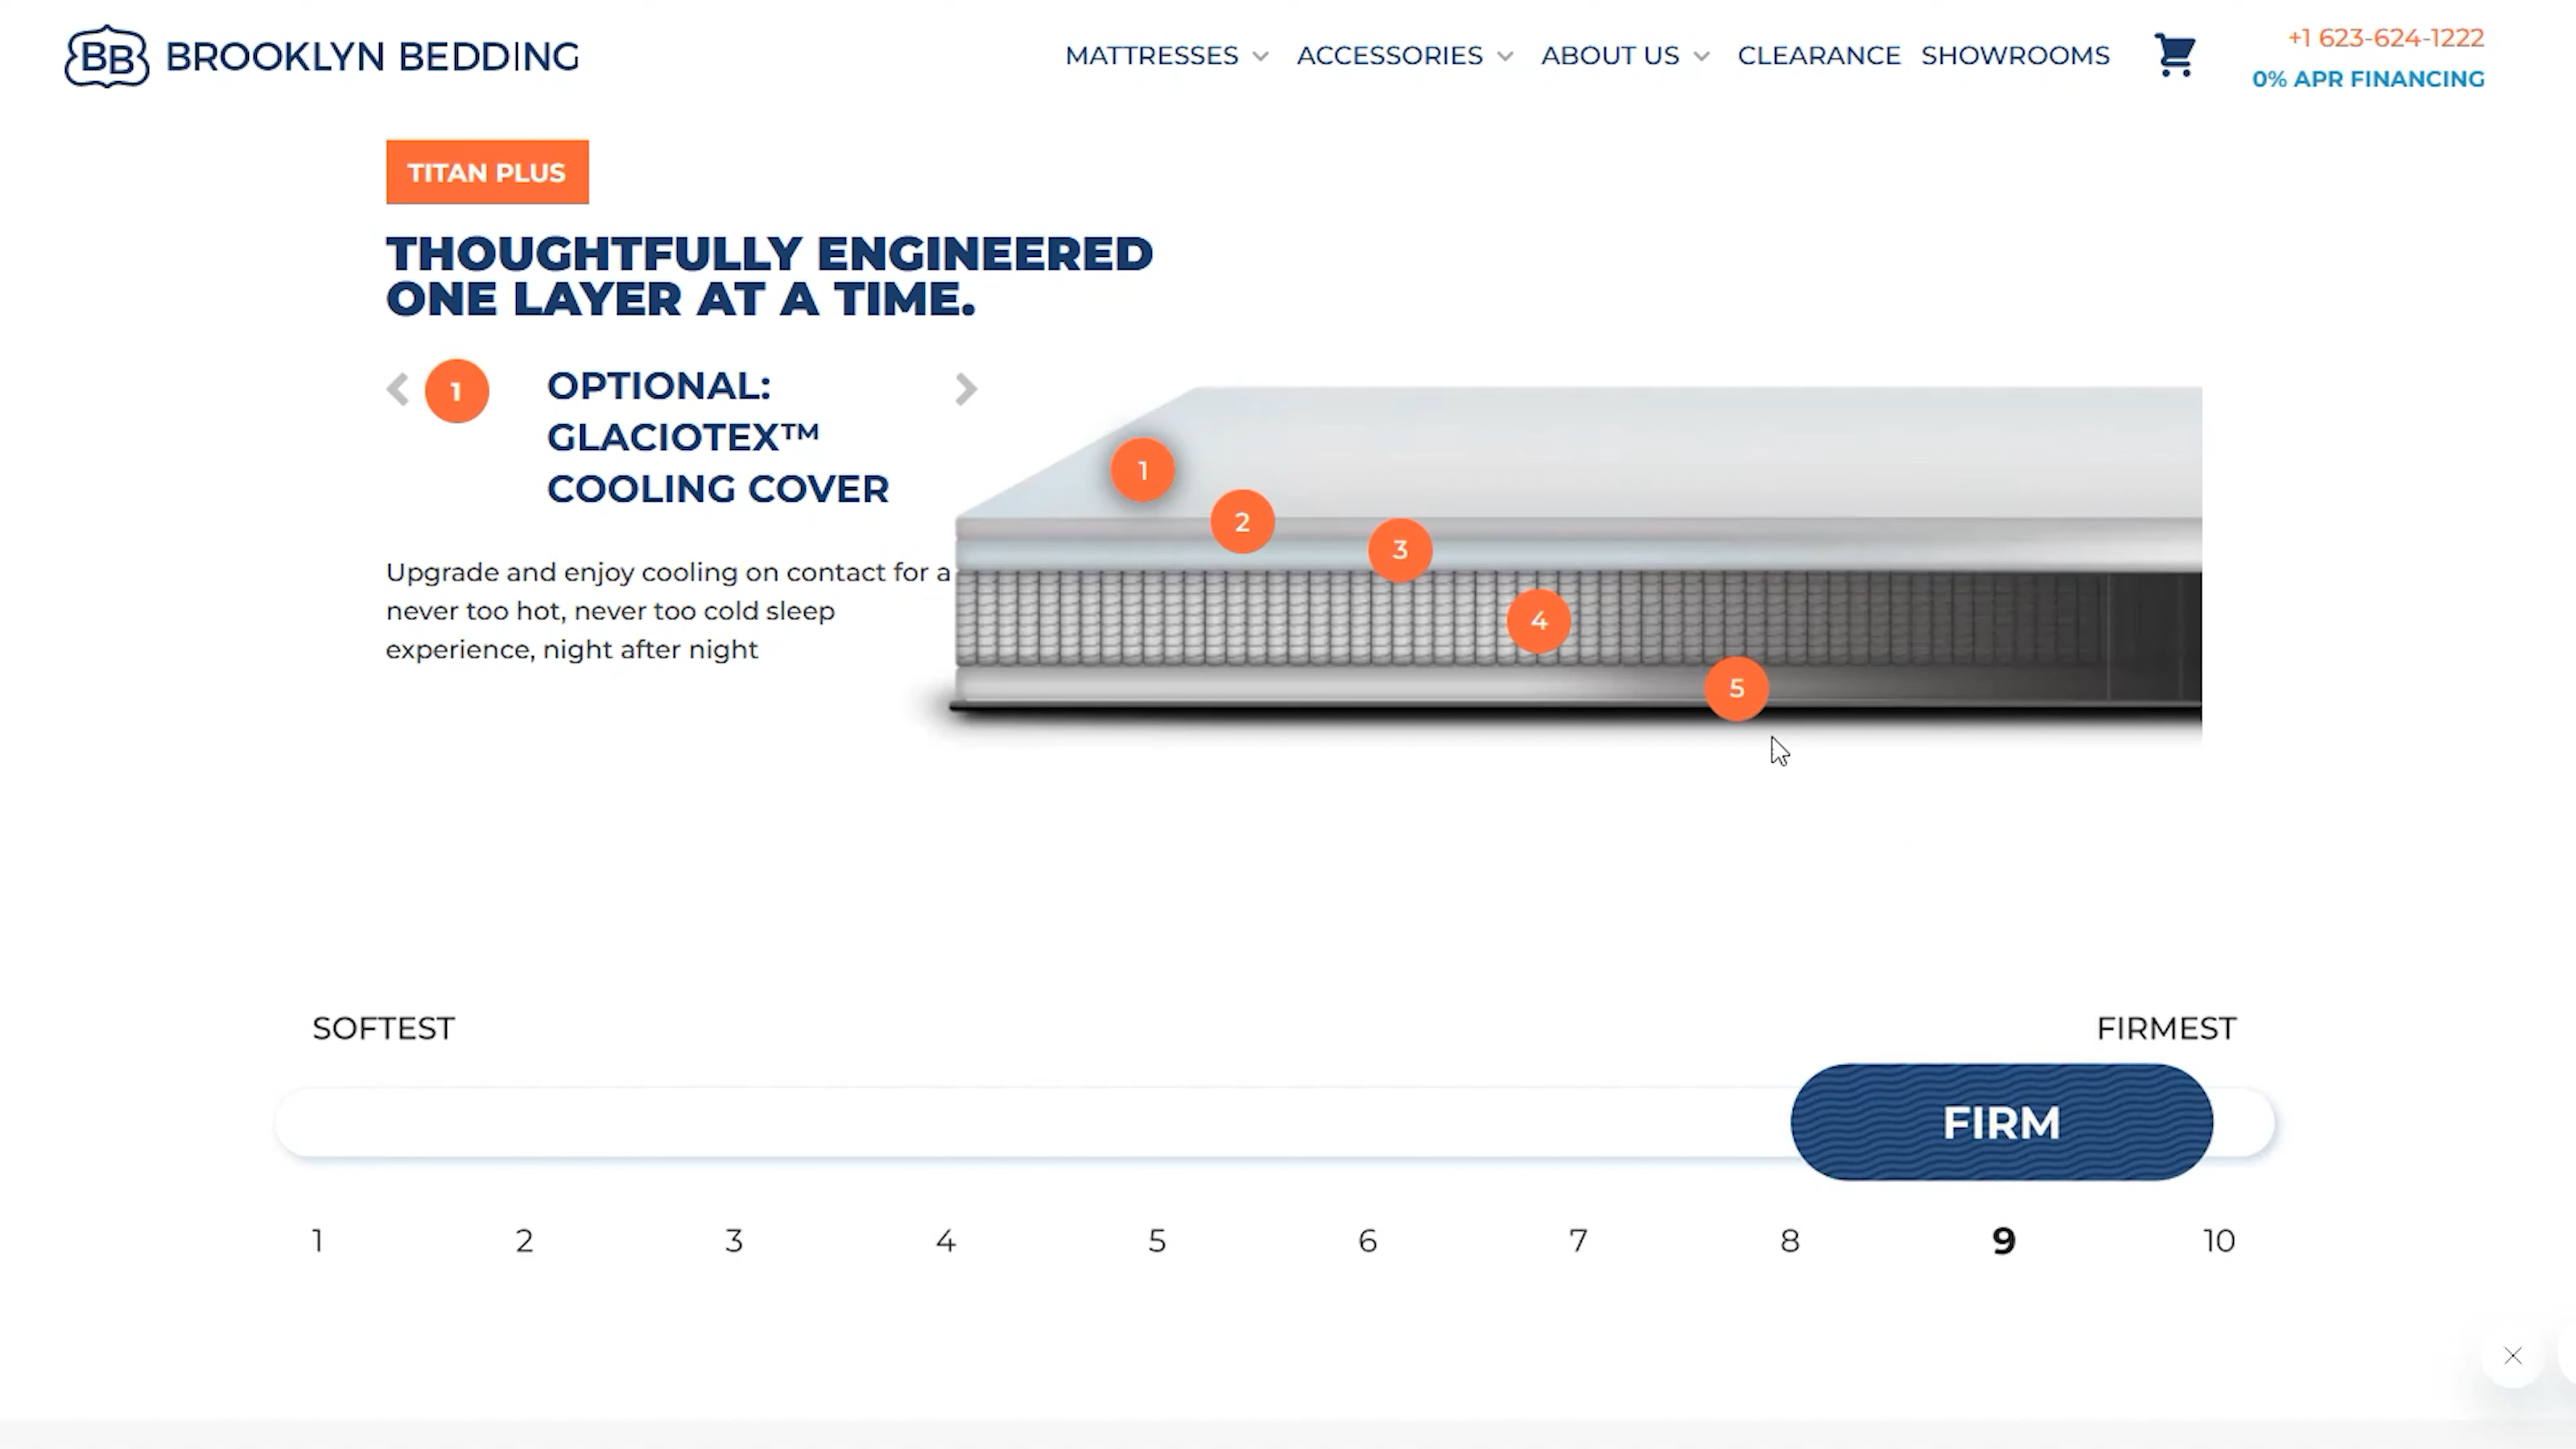 BB BROOKLYN BEDDING
MATTRESSES ACCESSORIES ABOUT US CLEARANCE SHOWROOMS
+1 623-624-1222
0% APR FINANCING
TITAN PLUS
THOUGHTFULLY ENGINEERED
ONE LAYER AT A TIME.
1
OPTIONAL:
GLACIOTEX™
COOLING COVER
Upgrade and enjoy cooling on contact for a
never too hot, never too cold sleep
experience, night after night
1
2
3
4
5
SOFTEST FIRMEST
FIRM
1 2 3 4 5 6 7 8 9 10